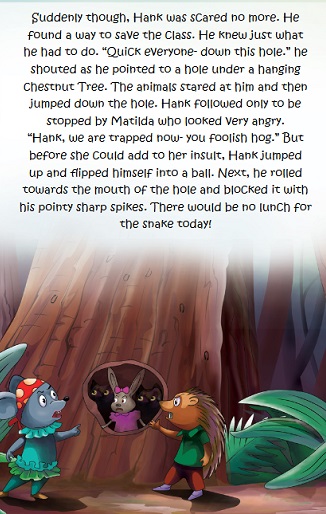 Suddenly though, Hank was scared no more. He
found a way to save the Class. He knew just what
he had to do. “Quick everyone- down this hole.” he
shouted as he pointed to a hole under a hanging
Chestnut Tree. The animals stared at him and then
jumped down the hole. Hank followed only to be
stopped by Matilda who looked Very angry.
“Hank, we are trapped now- you foolish hog.” But
before she could add to her insult, Hank jumped
up and flipped himself into a ball. Next, he rolled
towards the mouth of the hole and blocked it with
his pointy sharp spikes. There would be no lunch for
the snake today!